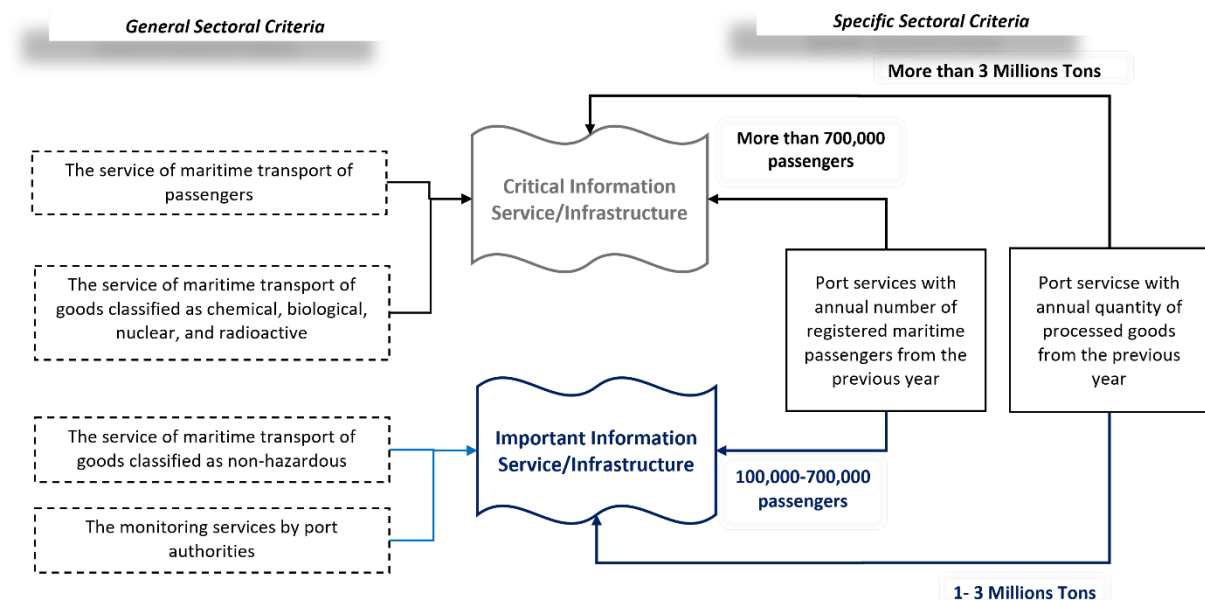 General Sectoral Criteria
Specific Sectoral Criteria
More than 3 Millions Tons
More than 700,000
passengers
The service of maritime transport of
passengers
Critical Information
Service/Infrastructure
The service of maritime transport of
goods classified as chemical, biological,
nuclear, and radioactive
Port services with
annual number of
registered maritime
passengers from the
previous year
Port servicse with
annual quantity of
processed goods
from the previous
year
The service of maritime transport of
goods classified as non-hazardous
Important Information
Service/Infrastructure
100,000-700,000
passengers
The monitoring services by port
authorities
1- 3 Millions Tons